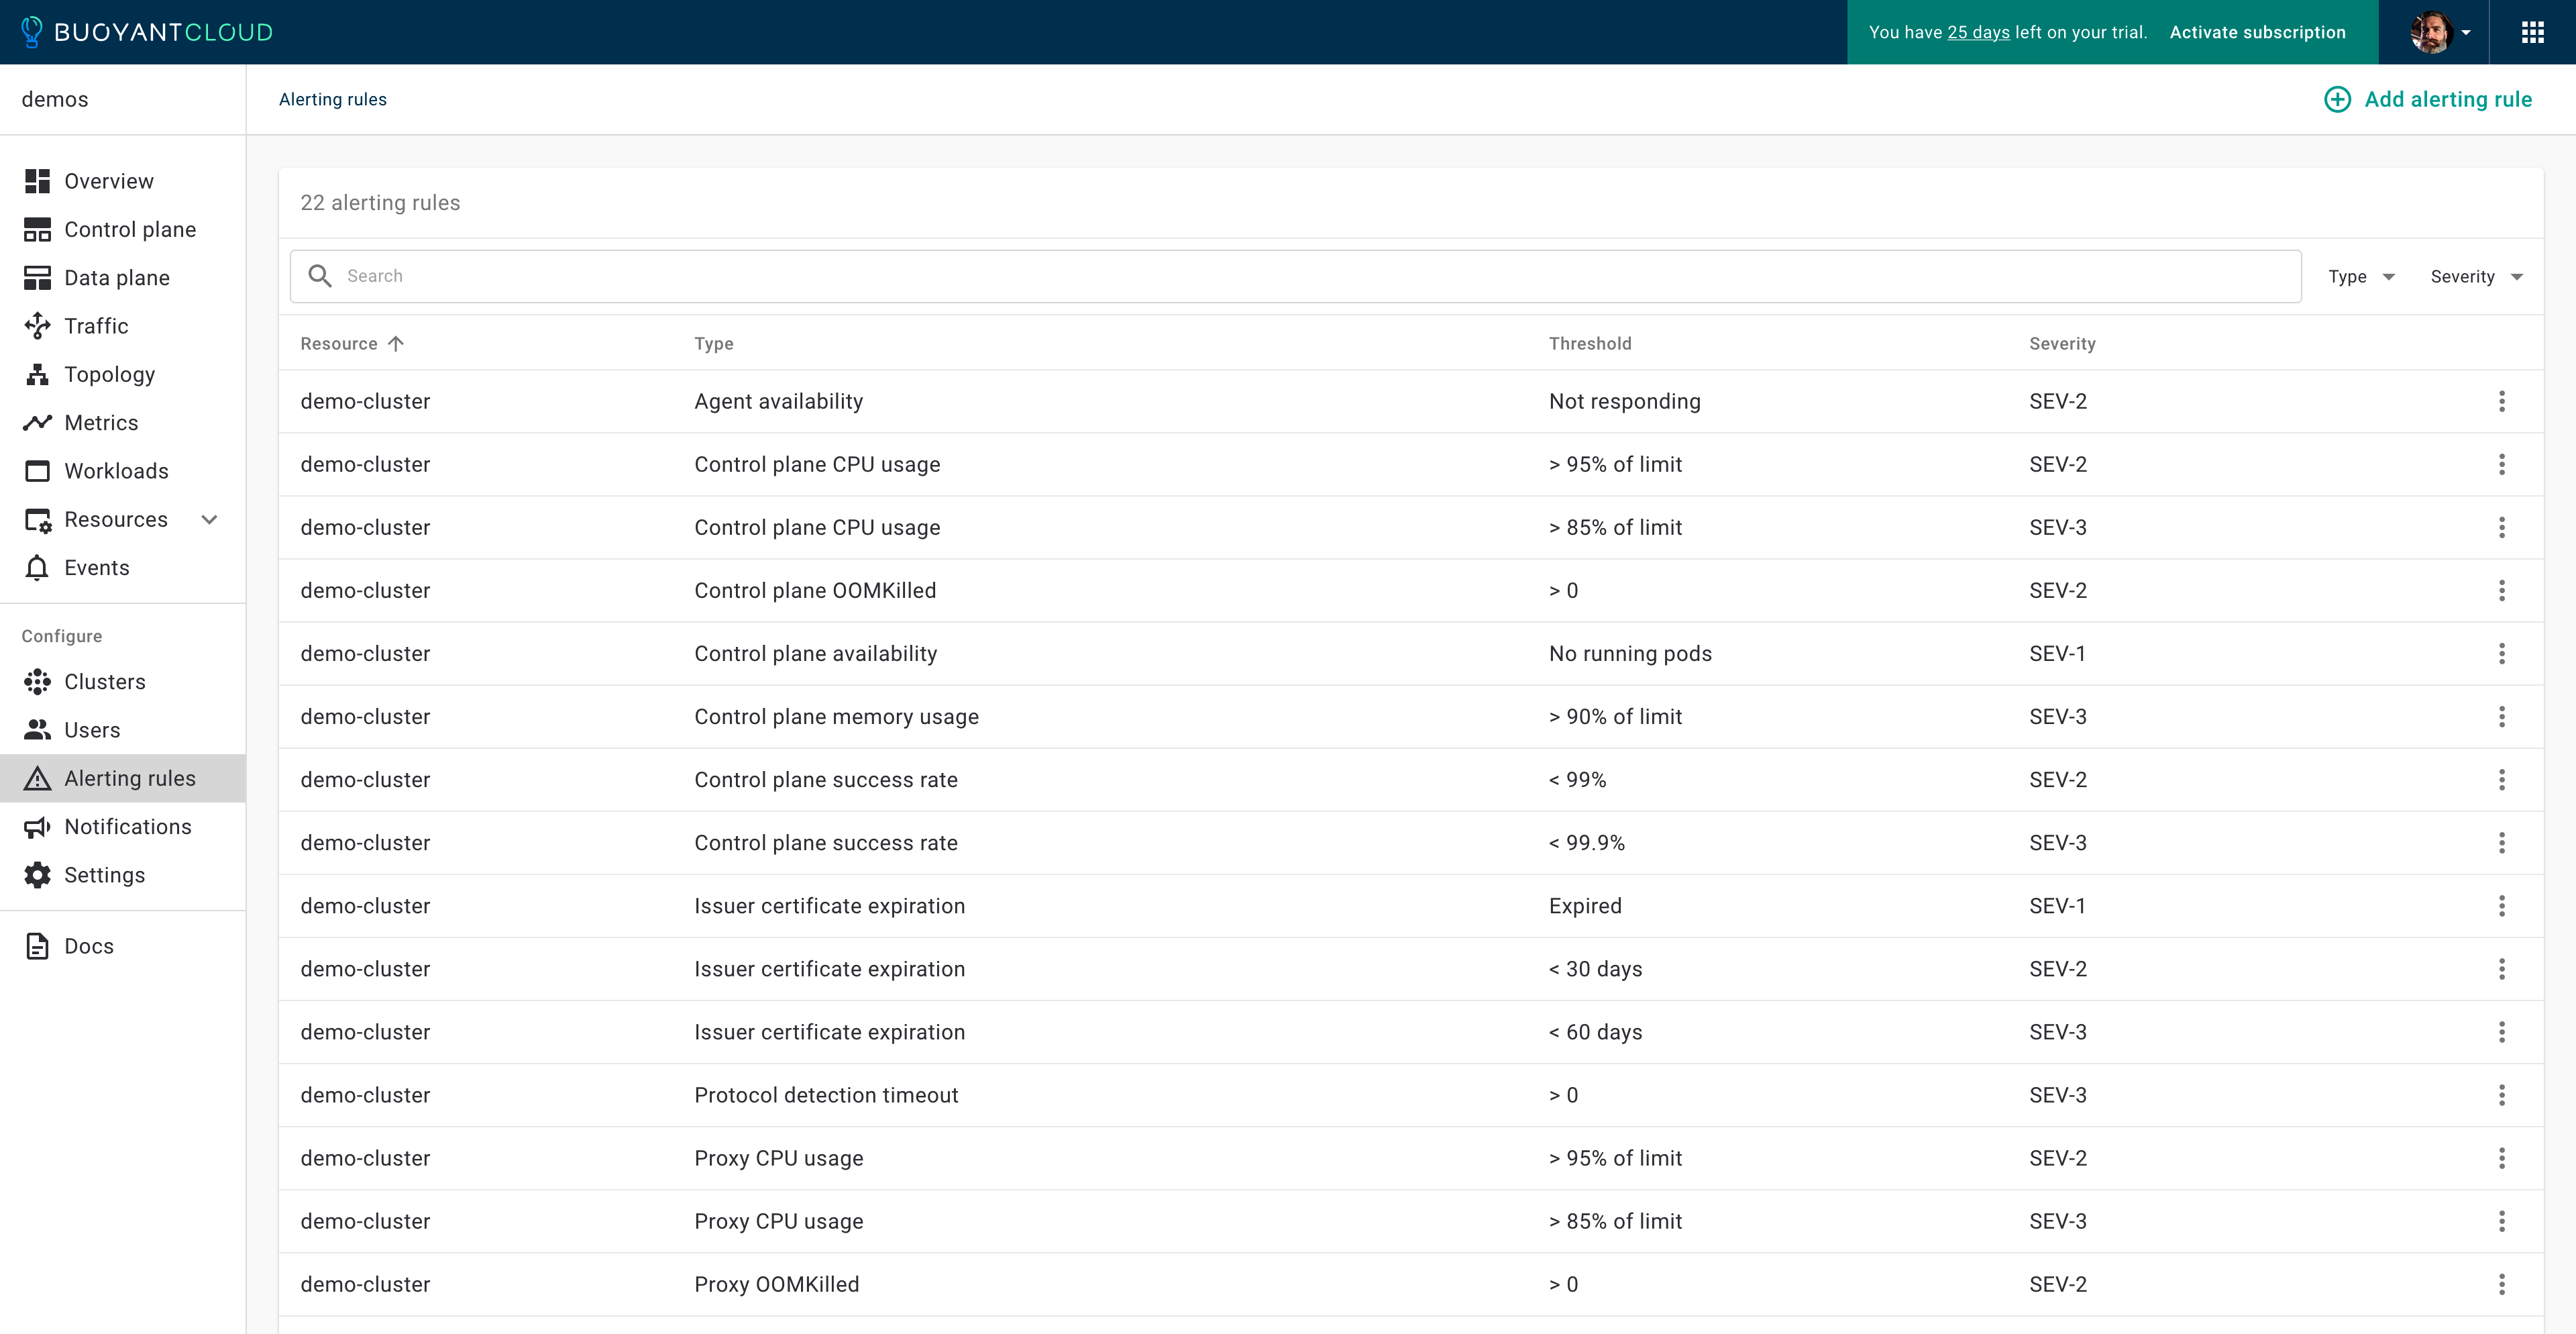 BUOYANTCLOUD
You have 25 days left on your trial. Activate subscription
demos
Alerting rules
Add alerting rule
Overview
Control plane
Data plane
Traffic
Topology
Metrics
Workloads
Resources
Events
Configure
Clusters
Users
Alerting rules
Notifications
Settings
Docs
22 alerting rules
Search
Type
Severity
Resource Type Threshold Severity
demo-cluster Agent availability Not responding SEV-2
demo-cluster Control plane CPU usage > 95% of limit SEV-2
demo-cluster Control plane CPU usage > 85% of limit SEV-3
demo-cluster Control plane OOMKilled > 0 SEV-2
demo-cluster Control plane availability No running pods SEV-1
demo-cluster Control plane memory usage > 90% of limit SEV-3
demo-cluster Control plane success rate < 99% SEV-2
demo-cluster Control plane success rate < 99.9% SEV-3
demo-cluster Issuer certificate expiration Expired SEV-1
demo-cluster Issuer certificate expiration < 30 days SEV-2
demo-cluster Issuer certificate expiration < 60 days SEV-3
demo-cluster Protocol detection timeout > 0 SEV-3
demo-cluster Proxy CPU usage > 95% of limit SEV-2
demo-cluster Proxy CPU usage > 85% of limit SEV-3
demo-cluster Proxy OOMKilled > 0 SEV-2